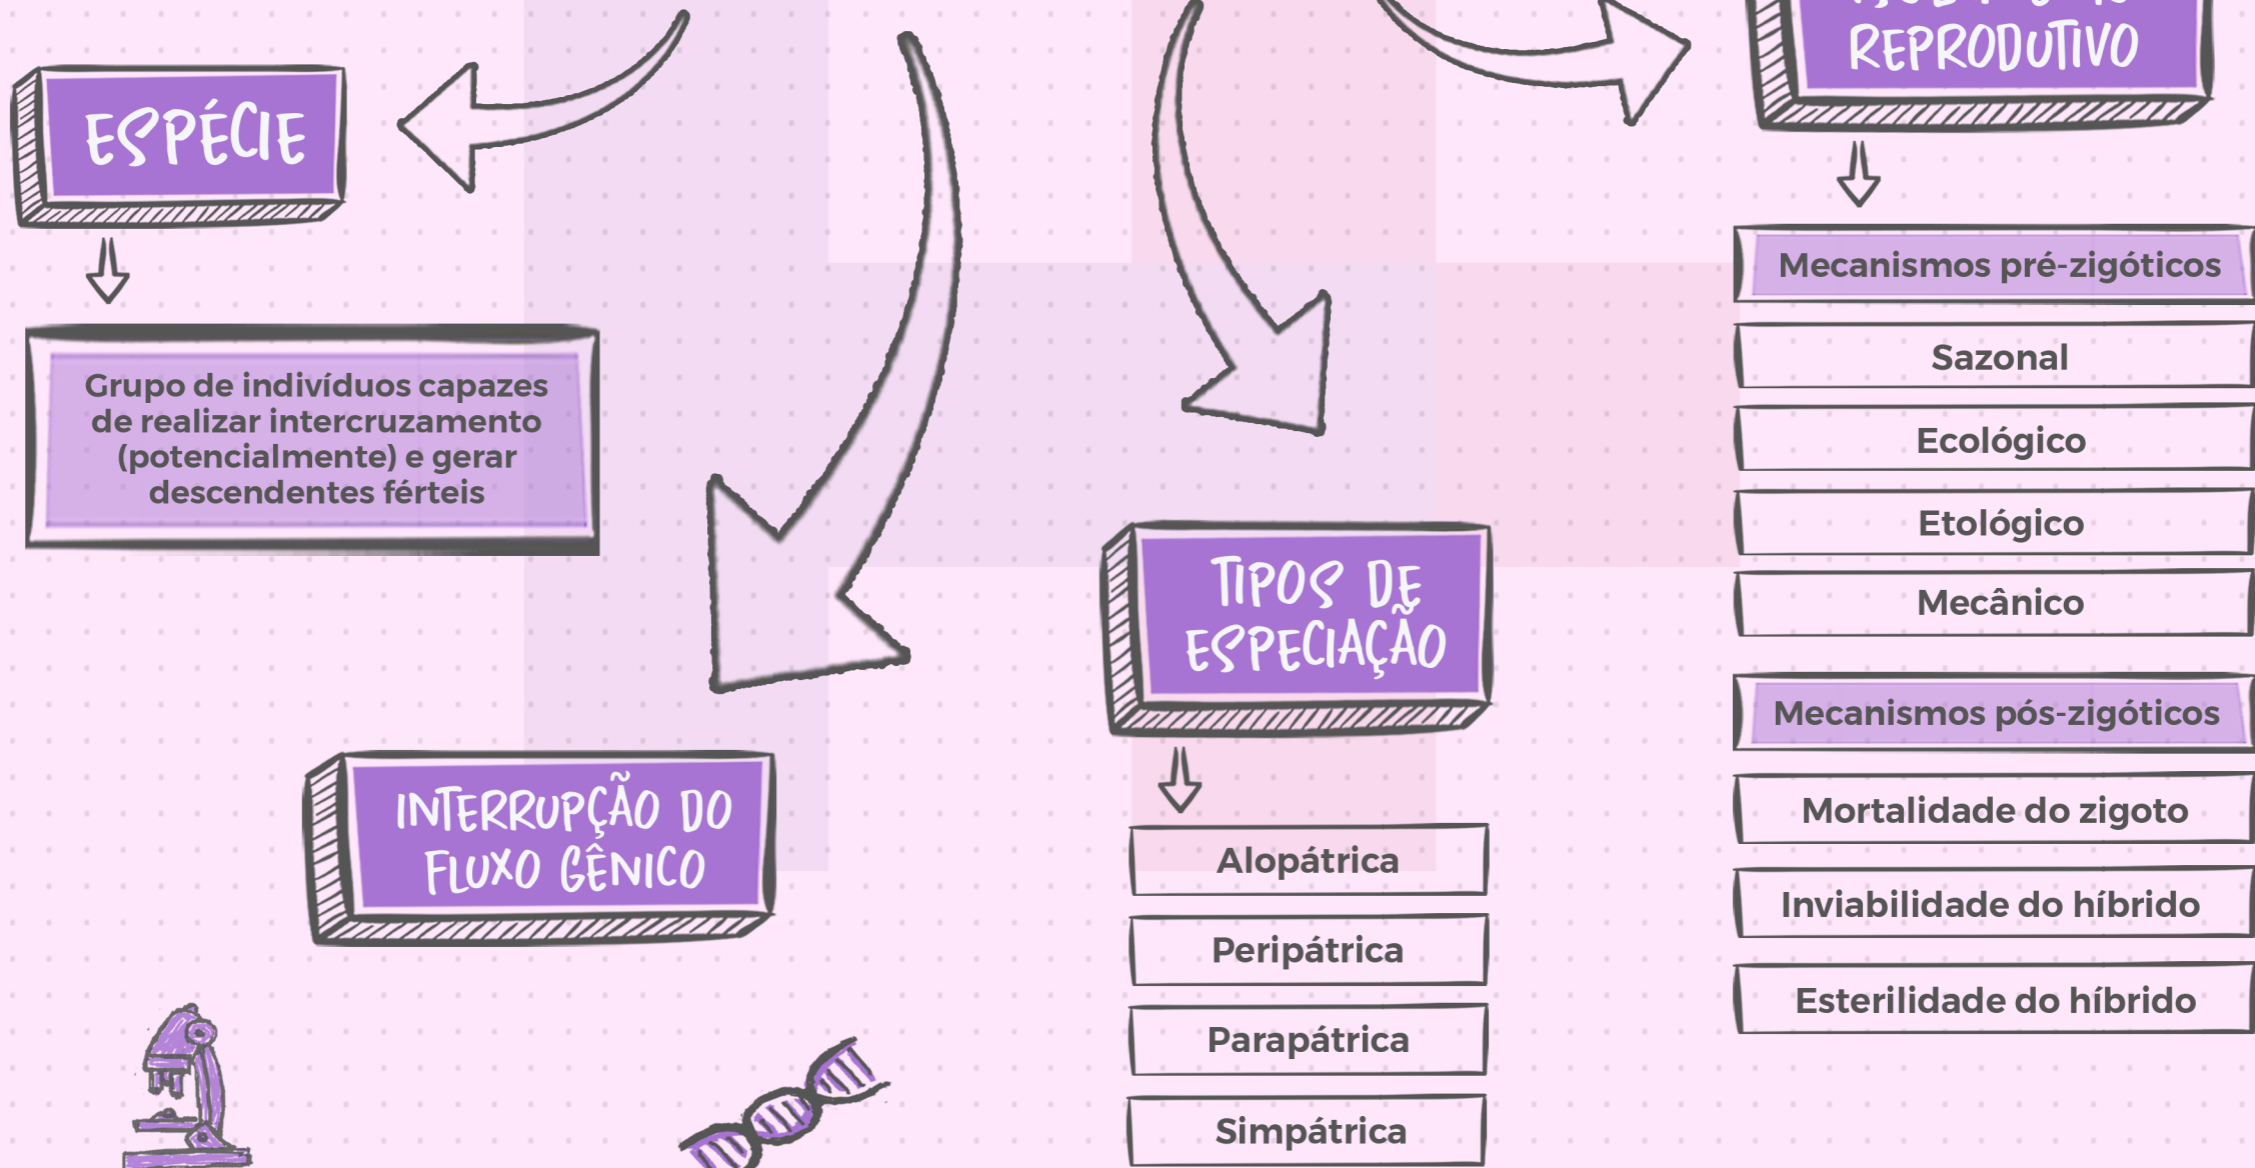 ESPÉCIE
Grupo de indivíduos capazes
de realizar intercruzamento
(potencialmente) e gerar
descendentes férteis
INTERRUPÇÃO DO
FLUXO GÊNICO
TIPOS DE
ESPECIAÇÃO
Alopátrica
Peripátrica
Parapátrica
Simpátrica
REPRODUTIVO
Mecanismos pré-zigóticos
Sazonal
Ecológico
Etológico
Mecânico
Mecanismos pós-zigóticos
Mortalidade do zigoto
Inviabilidade do híbrido
Esterilidade do híbrido